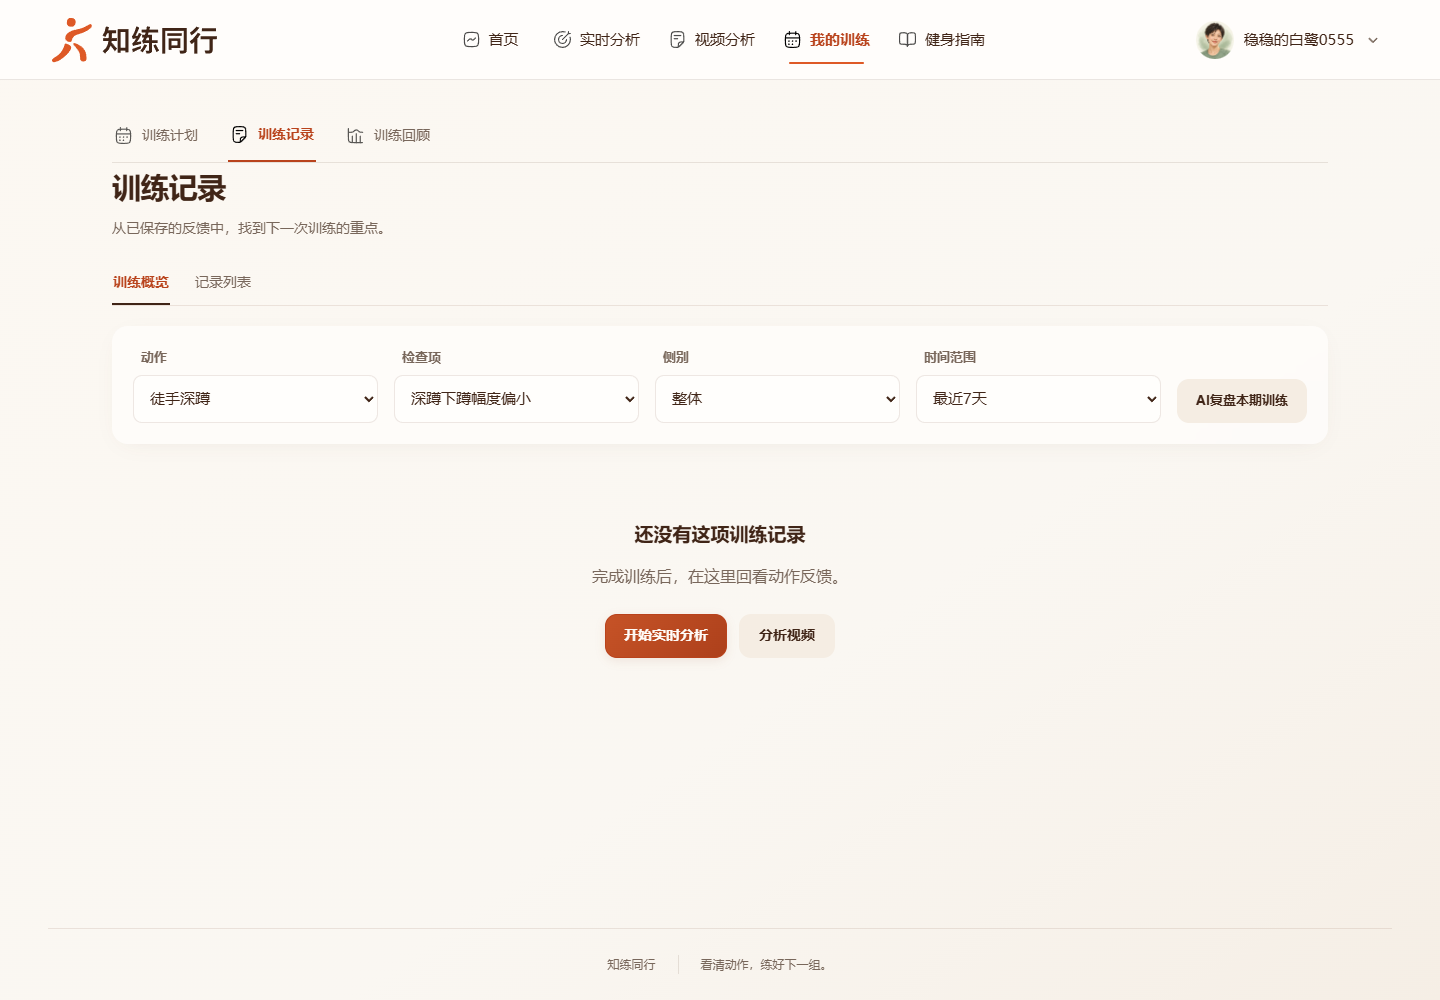 知练同行
首页
实时分析
视频分析
我的训练
健身指南
稳稳的白鹭0555
训练计划
训练记录
训练回顾
训练记录
从已保存的反馈中，找到下一次训练的重点。
训练概览
记录列表
动作
检查项
侧别
时间范围
徒手深蹲
深蹲下蹲幅度偏小
整体
最近7天
AI复盘本期训练
还没有这项训练记录
完成训练后，在这里回看动作反馈。
开始实时分析
分析视频
知练同行
看清动作，练好下一组。